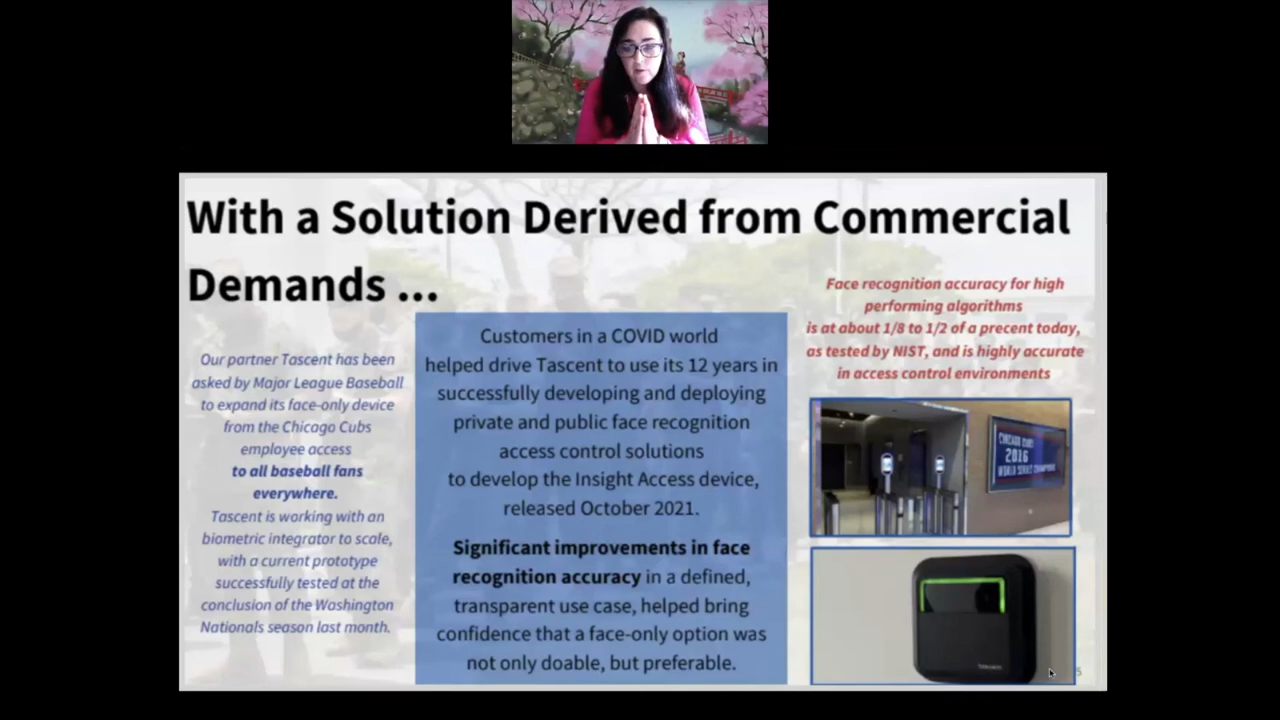 With a Solution Derived from Commercial
Demands ...
Our partner Tascent has been
asked by Major League Baseball
to expand its face-only device
from the Chicago Cubs
employee access
to all baseball fans
everywhere.
Tascent is working with an
biometric integrator to scale,
with a current prototype
successfully tested at the
conclusion of the Washington
Nationals season last month.
Customers in a COVID world
helped drive Tascent to use its 12 years in
successfully developing and deploying
private and public face recognition
access control solutions
to develop the Insight Access device,
released October 2021.
Significant improvements in face
recognition accuracy in a defined,
transparent use case, helped bring
confidence that a face-only option was
not only doable, but preferable.
Face recognition accuracy for high
performing algorithms
is at about 1/8 to 1/2 of a precent today,
as tested by NIST, and is highly accurate
in access control environments
CHICAGO CUBS
2016
WORLD SERIES CHAMPIONS
5